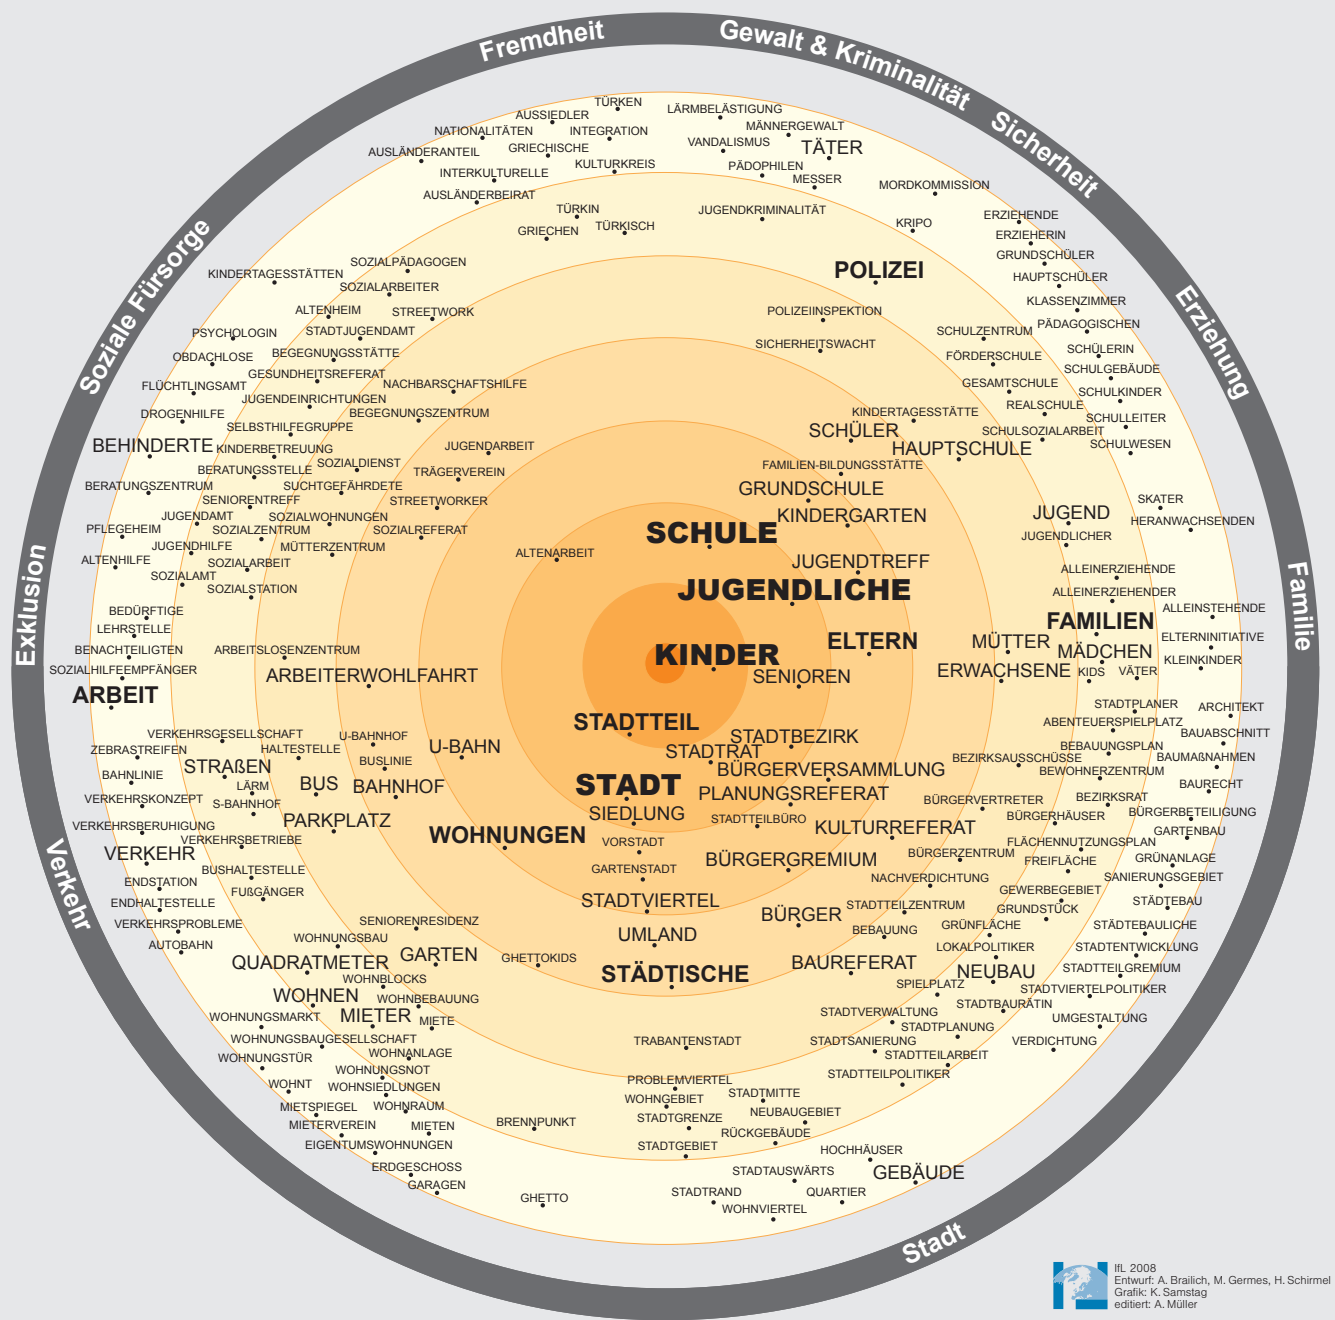 Fremdheit
Gewalt & Kriminalität
Sicherheit
Erziehung
Familie
Stadt
Verkehr
Exklusion
Soziale Fürsorge
TÜRKEN
AUSSIEDLER
NATIONALITÄTEN
INTEGRATION
GRIECHISCHE
AUSLÄNDERANTEIL
KULTURKREIS
INTERKULTURELLE
AUSLÄNDERBEIRAT
TÜRKIN
TÜRKISCH
GRIECHEN
LÄRMBELÄSTIGUNG
MÄNNERGEWALT
VANDALISMUS
TÄTER
PÄDOPHILEN
MESSER
MORDKOMMISSION
JUGENDKRIMINALITÄT
KRIPO
POLIZEI
POLIZEIINSPEKTION
SICHERHEITSWACHT
ERZIEHENDE
ERZIEHERIN
GRUNDSCHÜLER
HAUPTSCHÜLER
KLASSENZIMMER
PÄDAGOGISCHEN
SCHULZENTRUM
SCHÜLERIN
FÖRDERSCHULE
SCHULGEBÄUDE
GESAMTSCHULE
SCHULKINDER
REALSCHULE
SCHULLEITER
KINDERTAGESSTÄTTE
SCHULSOZIALARBEIT
SCHULWESEN
SCHÜLER
HAUPTSCHULE
FAMILIEN-BILDUNGSSTÄTTE
GRUNDSCHULE
KINDERGARTEN
SCHULE
JUGENDTREFF
JUGENDLICHE
SKATER
JUGEND
HERANWACHSENDEN
JUGENDLICHER
ALLEINERZIEHENDE
ALLEINERZIEHENDER
ALLEINSTEHENDE
FAMILIEN
ELTERNINITIATIVE
ELTERN
MÜTTER
MÄDCHEN
KLEINKINDER
ERWACHSENE
KIDS
VÄTER
KINDER
SENIOREN
KINDERTAGESSTÄTTEN
SOZIALPÄDAGOGEN
SOZIALARBEITER
ALTENHEIM
STREETWORK
PSYCHOLOGIN
STADTJUGENDAMT
OBDACHLOSE
BEGEGNUNGSSTÄTTE
GESUNDHEITSREFERAT
FLÜCHTLINGSAMT
NACHBARSCHAFTSHILFE
JUGENDEINRICHTUNGEN
DROGENHILFE
BEGEGNUNGSZENTRUM
SELBSTHILFEGRUPPE
BEHINDERTE
KINDERBETREUUNG
JUGENDARBEIT
SOZIALDIENST
BERATUNGSSTELLE
TRÄGERVEREIN
BERATUNGSZENTRUM
SUCHTGEFÄHRDETE
SENIORENTREFF
STREETWORKER
JUGENDAMT
SOZIALWOHNUNGEN
PFLEGEHEIM
SOZIALZENTRUM
SOZIALREFERAT
JUGENDHILFE
MÜTTERZENTRUM
ALTENHILFE
SOZIALARBEIT
ALTENARBEIT
SOZIALAMT
SOZIALSTATION
BEDÜRFTIGE
LEHRSTELLE
BENACHTEILIGTEN
ARBEITSLOSENZENTRUM
SOZIALHILFEEMPFÄNGER
ARBEITERWOHLFAHRT
ARBEIT
VERKEHRSGESELLSCHAFT
U-BAHNHOF
ZEBRASTREIFEN
HALTESTELLE
U-BAHN
STRAßEN
BUSLINIE
BAHNLINIE
LÄRM
BUS
BAHNHOF
VERKEHRSKONZEPT
S-BAHNHOF
PARKPLATZ
VERKEHRSBERUHIGUNG
VERKEHRSBETRIEBE
VERKEHR
BUSHALTESTELLE
ENDSTATION
FUßGÄNGER
ENDHALTESTELLE
VERKEHRSPROBLEME
AUTOBAHN
STADTTEIL
STADTBEZIRK
STADTRAT
BÜRGERVERSAMMLUNG
STADT
PLANUNGSREFERAT
SIEDLUNG
STADTTEILBÜRO
KULTURREFERAT
WOHNUNGEN
VORSTADT
BÜRGERGREMIUM
GARTENSTADT
STADTVIERTEL
BÜRGER
UMLAND
BAUREFERAT
STÄDTISCHE
STADTPLANER
ARCHITEKT
ABENTEUERSPIELPLATZ
BAUABSCHNITT
BEBAUUNGSPLAN
BEZIRKSAUSSCHÜSSE
BAUMAßNAHMEN
BEWOHNERZENTRUM
BAURECHT
BÜRGERVERTRETER
BEZIRKSRAT
BÜRGERHÄUSER
BÜRGERBETEILIGUNG
GARTENBAU
FLÄCHENNUTZUNGSPLAN
BÜRGERZENTRUM
FREIFLÄCHE
GRÜNANLAGE
NACHVERDICHTUNG
SANIERUNGSGEBIET
GEWERBEGEBIET
STÄDTEBAU
STADTTEILZENTRUM
GRUNDSTÜCK
GRÜNFLÄCHE
STÄDTEBAULICHE
BEBAUUNG
LOKALPOLITIKER
STADTENTWICKLUNG
NEUBAU
STADTTEILGREMIUM
SPIELPLATZ
STADTVIERTELPOLITIKER
STADTBAURÄTIN
STADTVERWALTUNG
UMGESTALTUNG
STADTPLANUNG
STADTSANIERUNG
VERDICHTUNG
STADTTEILARBEIT
STADTTEILPOLITIKER
SENIORENRESIDENZ
WOHNUNGSBAU
GARTEN
GHETTOKIDS
QUADRATMETER
WOHNBLOCKS
WOHNEN
WOHNBEBAUUNG
WOHNUNGSMARKT
MIETER
MIETE
WOHNUNGSBAUGESELLSCHAFT
WOHNUNGSTÜR
WOHNANLAGE
WOHNUNGSNOT
WOHNT
WOHNSIEDLUNGEN
MIETSPIEGEL
WOHNRAUM
MIETERVEREIN
MIETEN
EIGENTUMSWOHNUNGEN
ERDGESCHOSS
GARAGEN
TRABANTENSTADT
PROBLEMVIERTEL
WOHNGEBIET
STADTMITTE
BRENNPUNKT
STADTGRENZE
NEUBAUGEBIET
RÜCKGEBÄUDE
STADTGEBIET
HOCHHÄUSER
STADTAUSWÄRTS
GEBÄUDE
GHETTO
STADTRAND
QUARTIER
WOHNVIERTEL
IfL 2008
Entwurf: A. Brailich, M. Germes, H. Schirmel
Grafik: K. Samstag
editiert: A. Müller